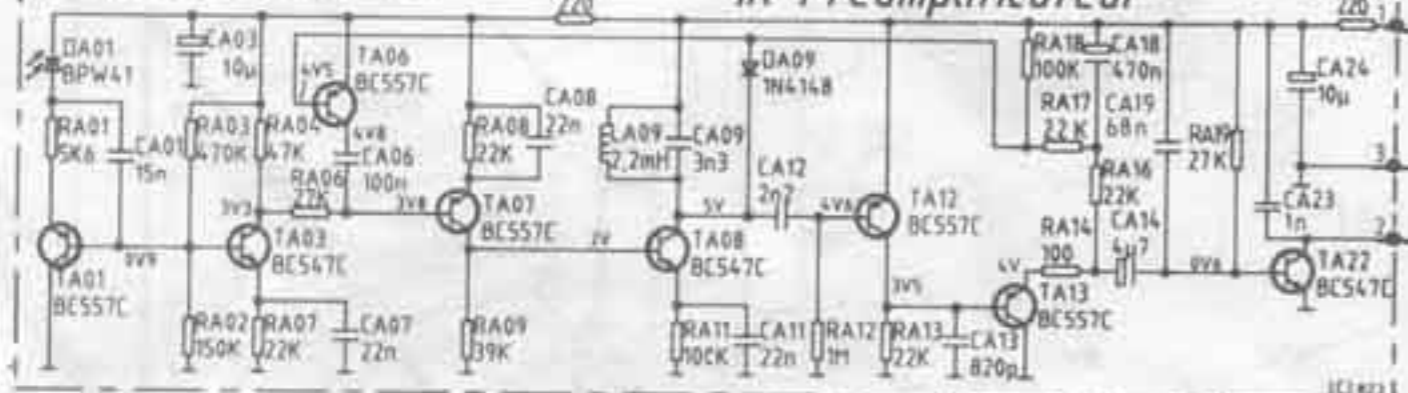 IR-Préamplificateur
220
220
1
DA01
BPW41
CA03
10µ
TA06
BC557C
4V5
DA09
1N4148
RA18
100K
CA18
470n
CA24
10µ
RA01
5K6
CA01
15n
RA03
470K
RA04
47K
4V8
CA06
100n
RA08
22K
CA08
22n
LA09
2,2mH
CA09
3n3
CA12
2n2
RA17
22K
CA19
68n
RA19
27K
RA16
22K
3
RA06
27K
3V3
3V8
TA07
BC557C
5V
4V6
TA12
BC557C
CA23
1n
2
0V9
TA03
BC547C
2V
TA08
BC547C
RA14
100
CA14
4µ7
4V
0V6
TA01
BC557C
TA22
BC547C
3V5
TA13
BC557C
RA02
150K
RA07
22K
CA07
22n
RA09
39K
RA11
100K
CA11
22n
RA12
1M
RA13
22K
CA13
820p